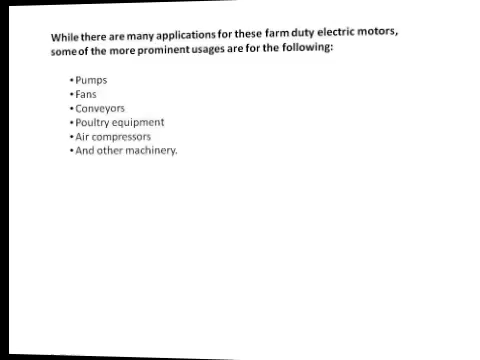 While there are many applications for these farm duty electric motors,
some of the more prominent usages are for the following:
• Pumps
• Fans
• Conveyors
• Poultry equipment
• Air compressors
• And other machinery.